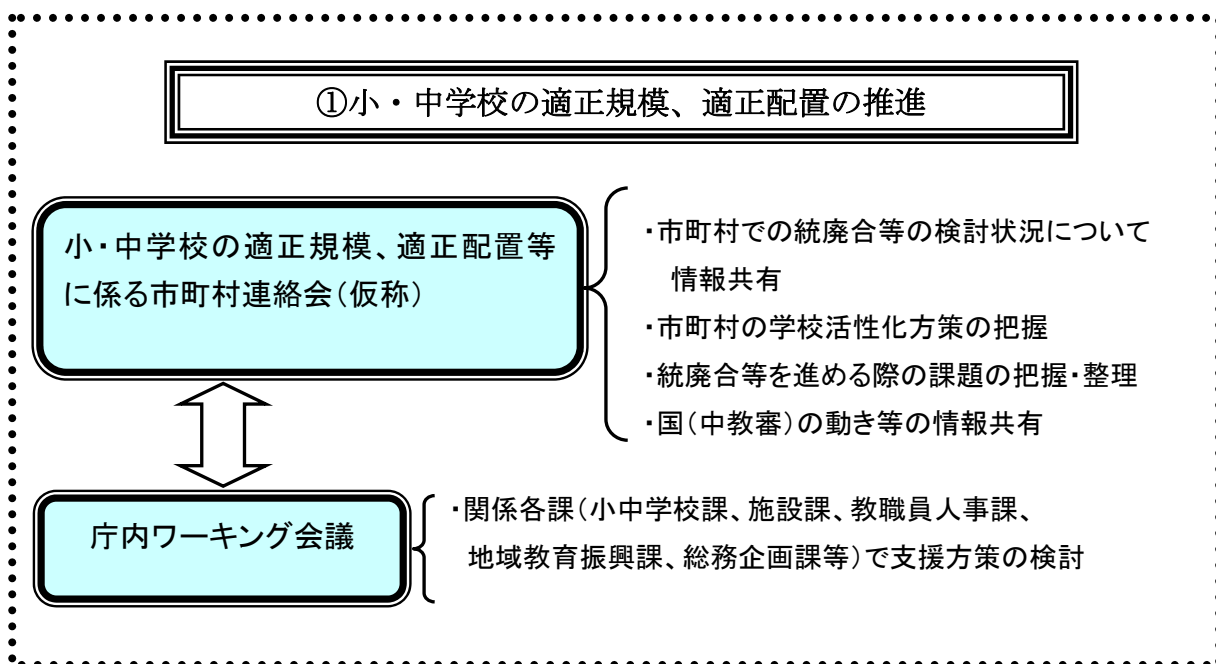 ①小・中学校の適正規模、適正配置の推進
小・中学校の適正規模、適正配置等
に係る市町村連絡会（仮称）
・市町村での統廃合等の検討状況について
情報共有
・市町村の学校活性化方策の把握
・統廃合等を進める際の課題の把握・整理
・国（中教審）の動き等の情報共有
庁内ワーキング会議
・関係各課（小中学校課、施設課、教職員人事課、
地域教育振興課、総務企画課等）で支援方策の検討